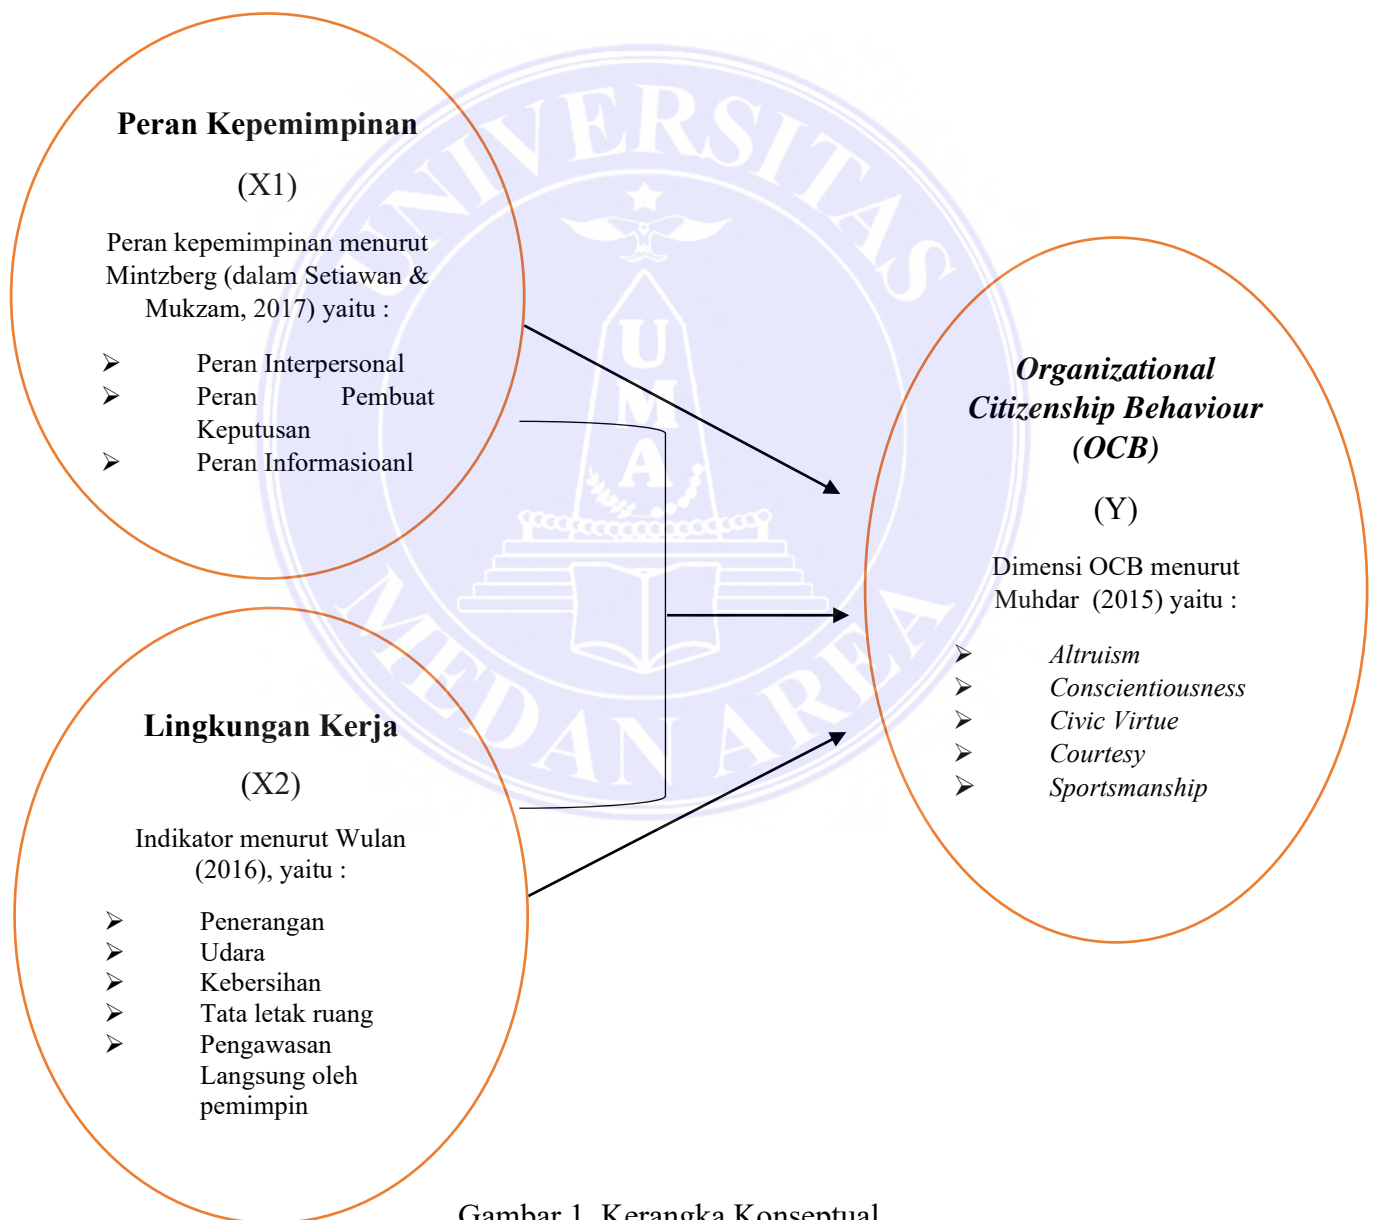 Peran Kepemimpinan
(X1)
Peran kepemimpinan menurut
Mintzberg (dalam Setiawan &
Mukzam, 2017) yaitu :
➢ Peran Interpersonal
➢ Peran Pembuat
Keputusan
➢ Peran Informasioanl
Lingkungan Kerja
(X2)
Indikator menurut Wulan
(2016), yaitu :
➢ Penerangan
➢ Udara
➢ Kebersihan
➢ Tata letak ruang
➢ Pengawasan
Langsung oleh
pemimpin
Organizational
Citizenship Behaviour
(OCB)
(Y)
Dimensi OCB menurut
Muhdar (2015) yaitu :
➢ Altruism
➢ Conscientiousness
➢ Civic Virtue
➢ Courtesy
➢ Sportsmanship
UNIVERSITAS
UMA
MEDAN AREA
Gambar 1. Kerangka Konseptual